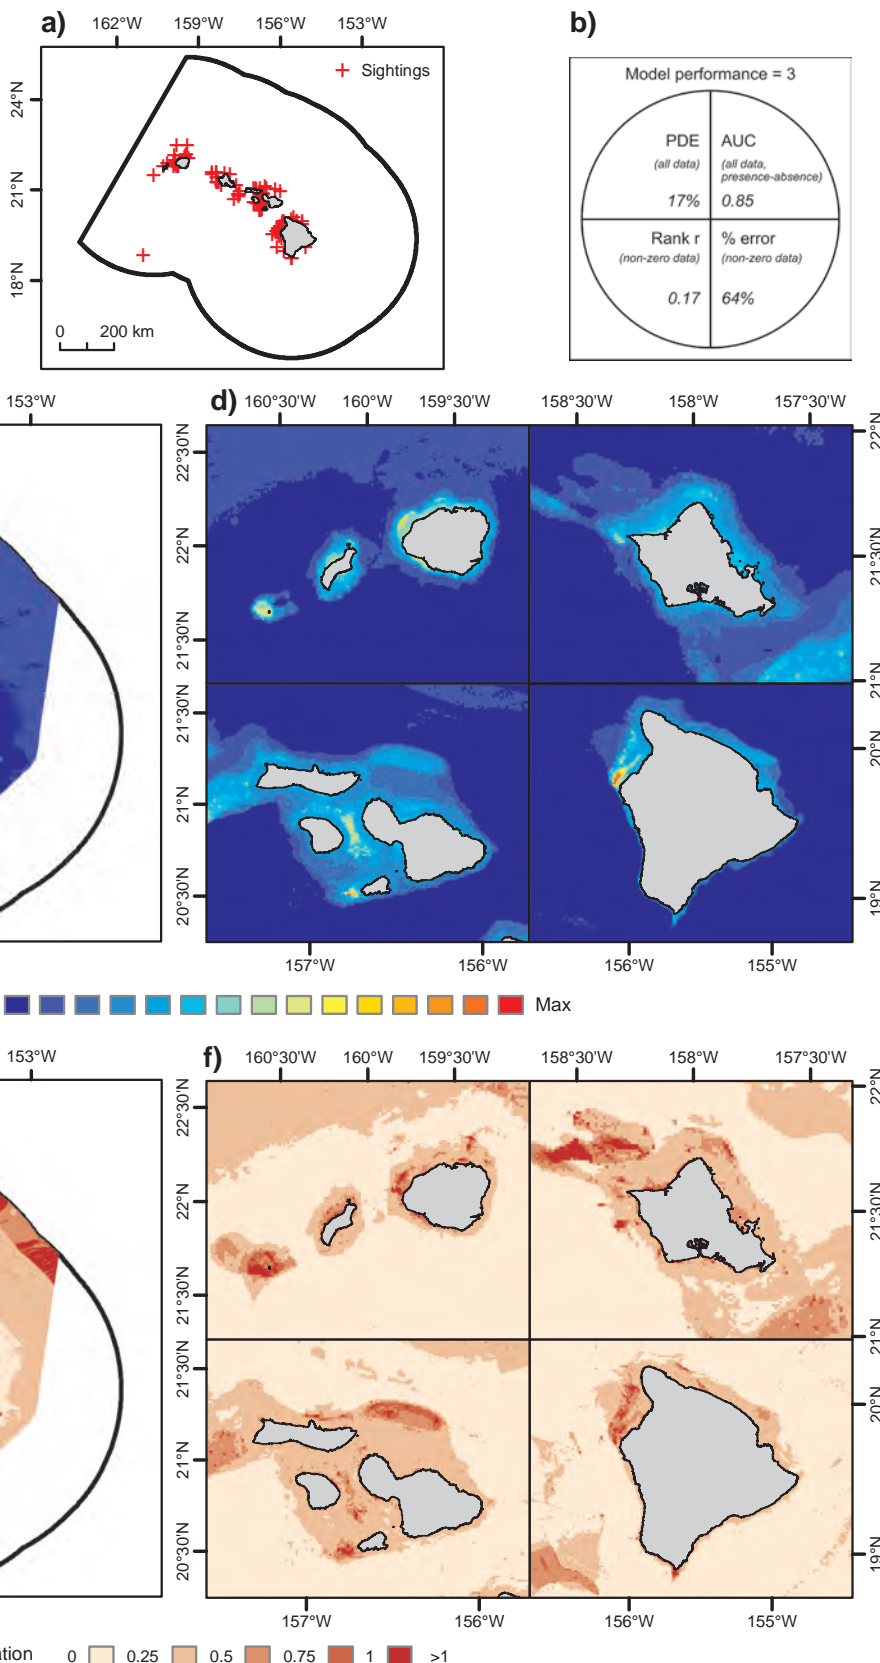 a)
162°W 159°W 156°W 153°W
24°N
21°N
18°N
Sightings
0 200 km
b)
Model performance = 3
PDE
(all data)
17%
AUC
(all data,
presence-absence)
0.85
Rank r
(non-zero data)
0.17
% error
(non-zero data)
64%
153°W
d)
160°30'W 160°W 159°30'W 158°30'W 158°W 157°30'W
22°30'N
22°N
21°30'N
22°N
21°30'N
21°N
21°30'N
21°N
20°30'N
20°N
19°N
157°W 156°W 156°W 155°W
Max
153°W
f)
160°30'W 160°W 159°30'W 158°30'W 158°W 157°30'W
22°30'N
22°N
21°30'N
22°N
21°30'N
21°N
21°30'N
21°N
20°30'N
20°N
19°N
157°W 156°W 156°W 155°W
ation 0 0.25 0.5 0.75 1 >1